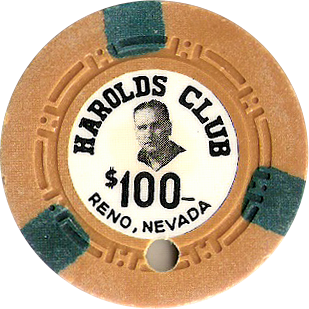 HAROLDS CLUB
$100-
RENO, NEVADA